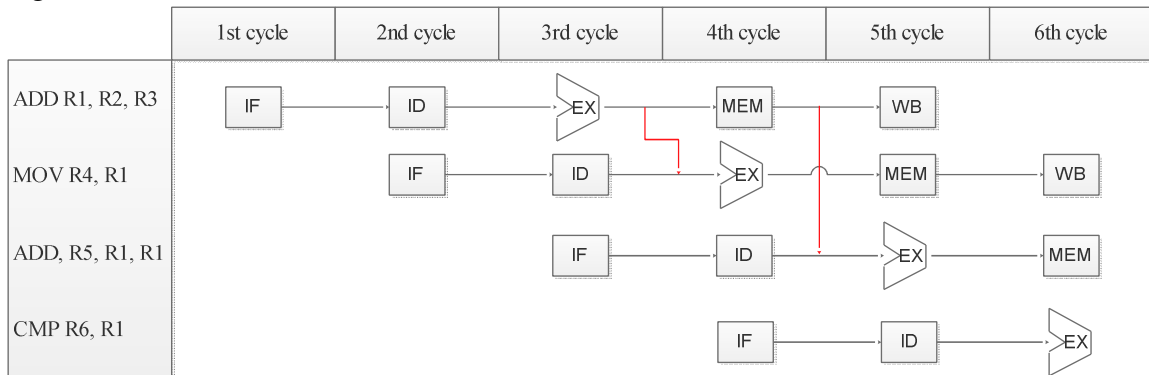 1st cycle 2nd cycle 3rd cycle 4th cycle 5th cycle 6th cycle
ADD R1, R2, R3 IF ID EX MEM WB
MOV R4, R1 IF ID EX MEM WB
ADD, R5, R1, R1 IF ID EX MEM
CMP R6, R1 IF ID EX